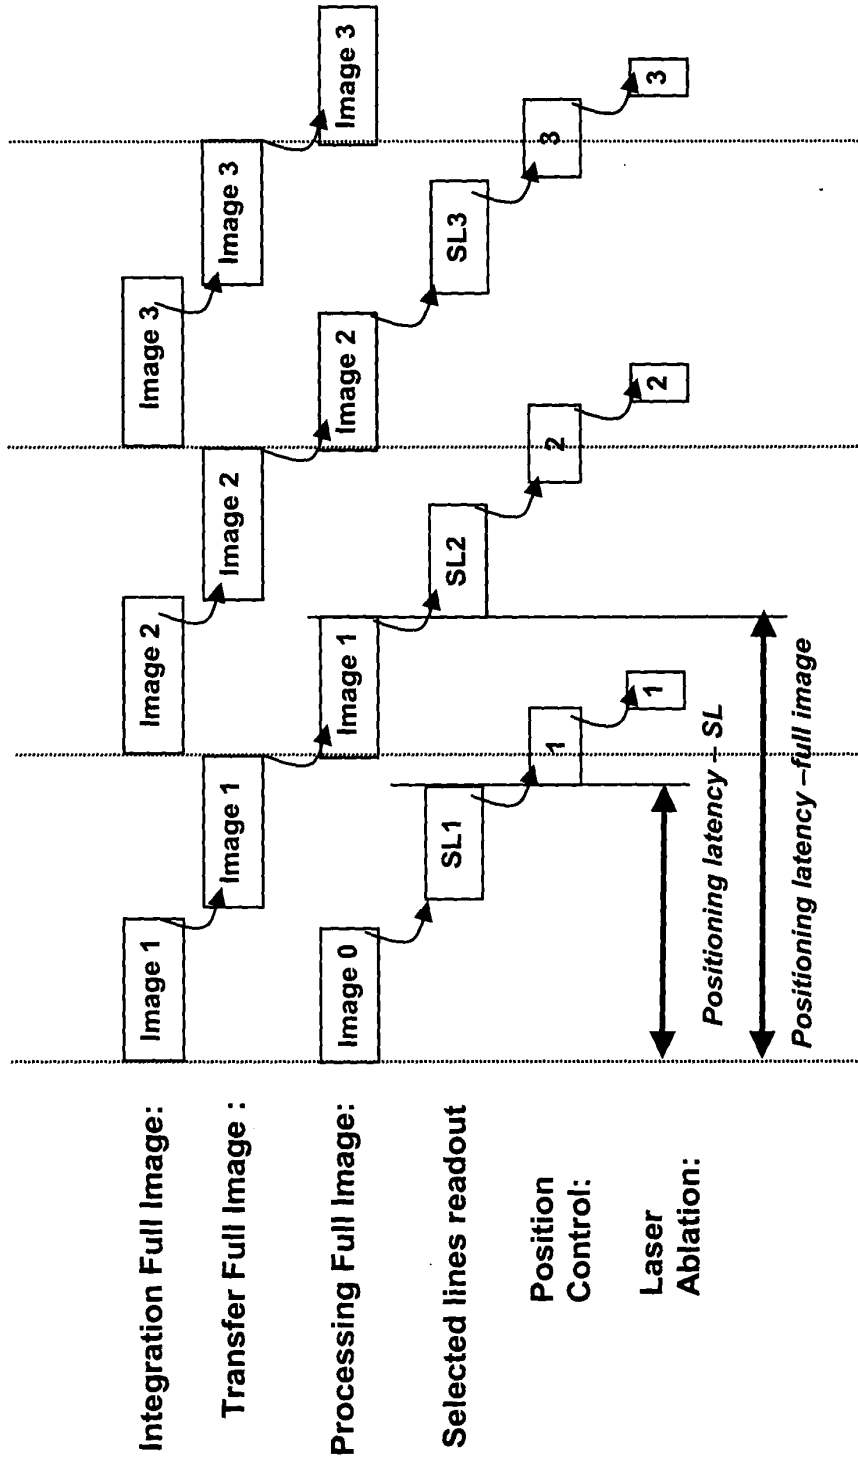 Integration Full Image:
Image 1
Image 2
Image 3
Transfer Full Image :
Image 1
Image 2
Image 3
Processing Full Image:
Image 0
Image 1
Image 2
Image 3
Selected lines readout
SL1
SL2
SL3
Position
Control:
1
2
3
Laser
Ablation:
1
2
3
Positioning latency – SL
Positioning latency –full image